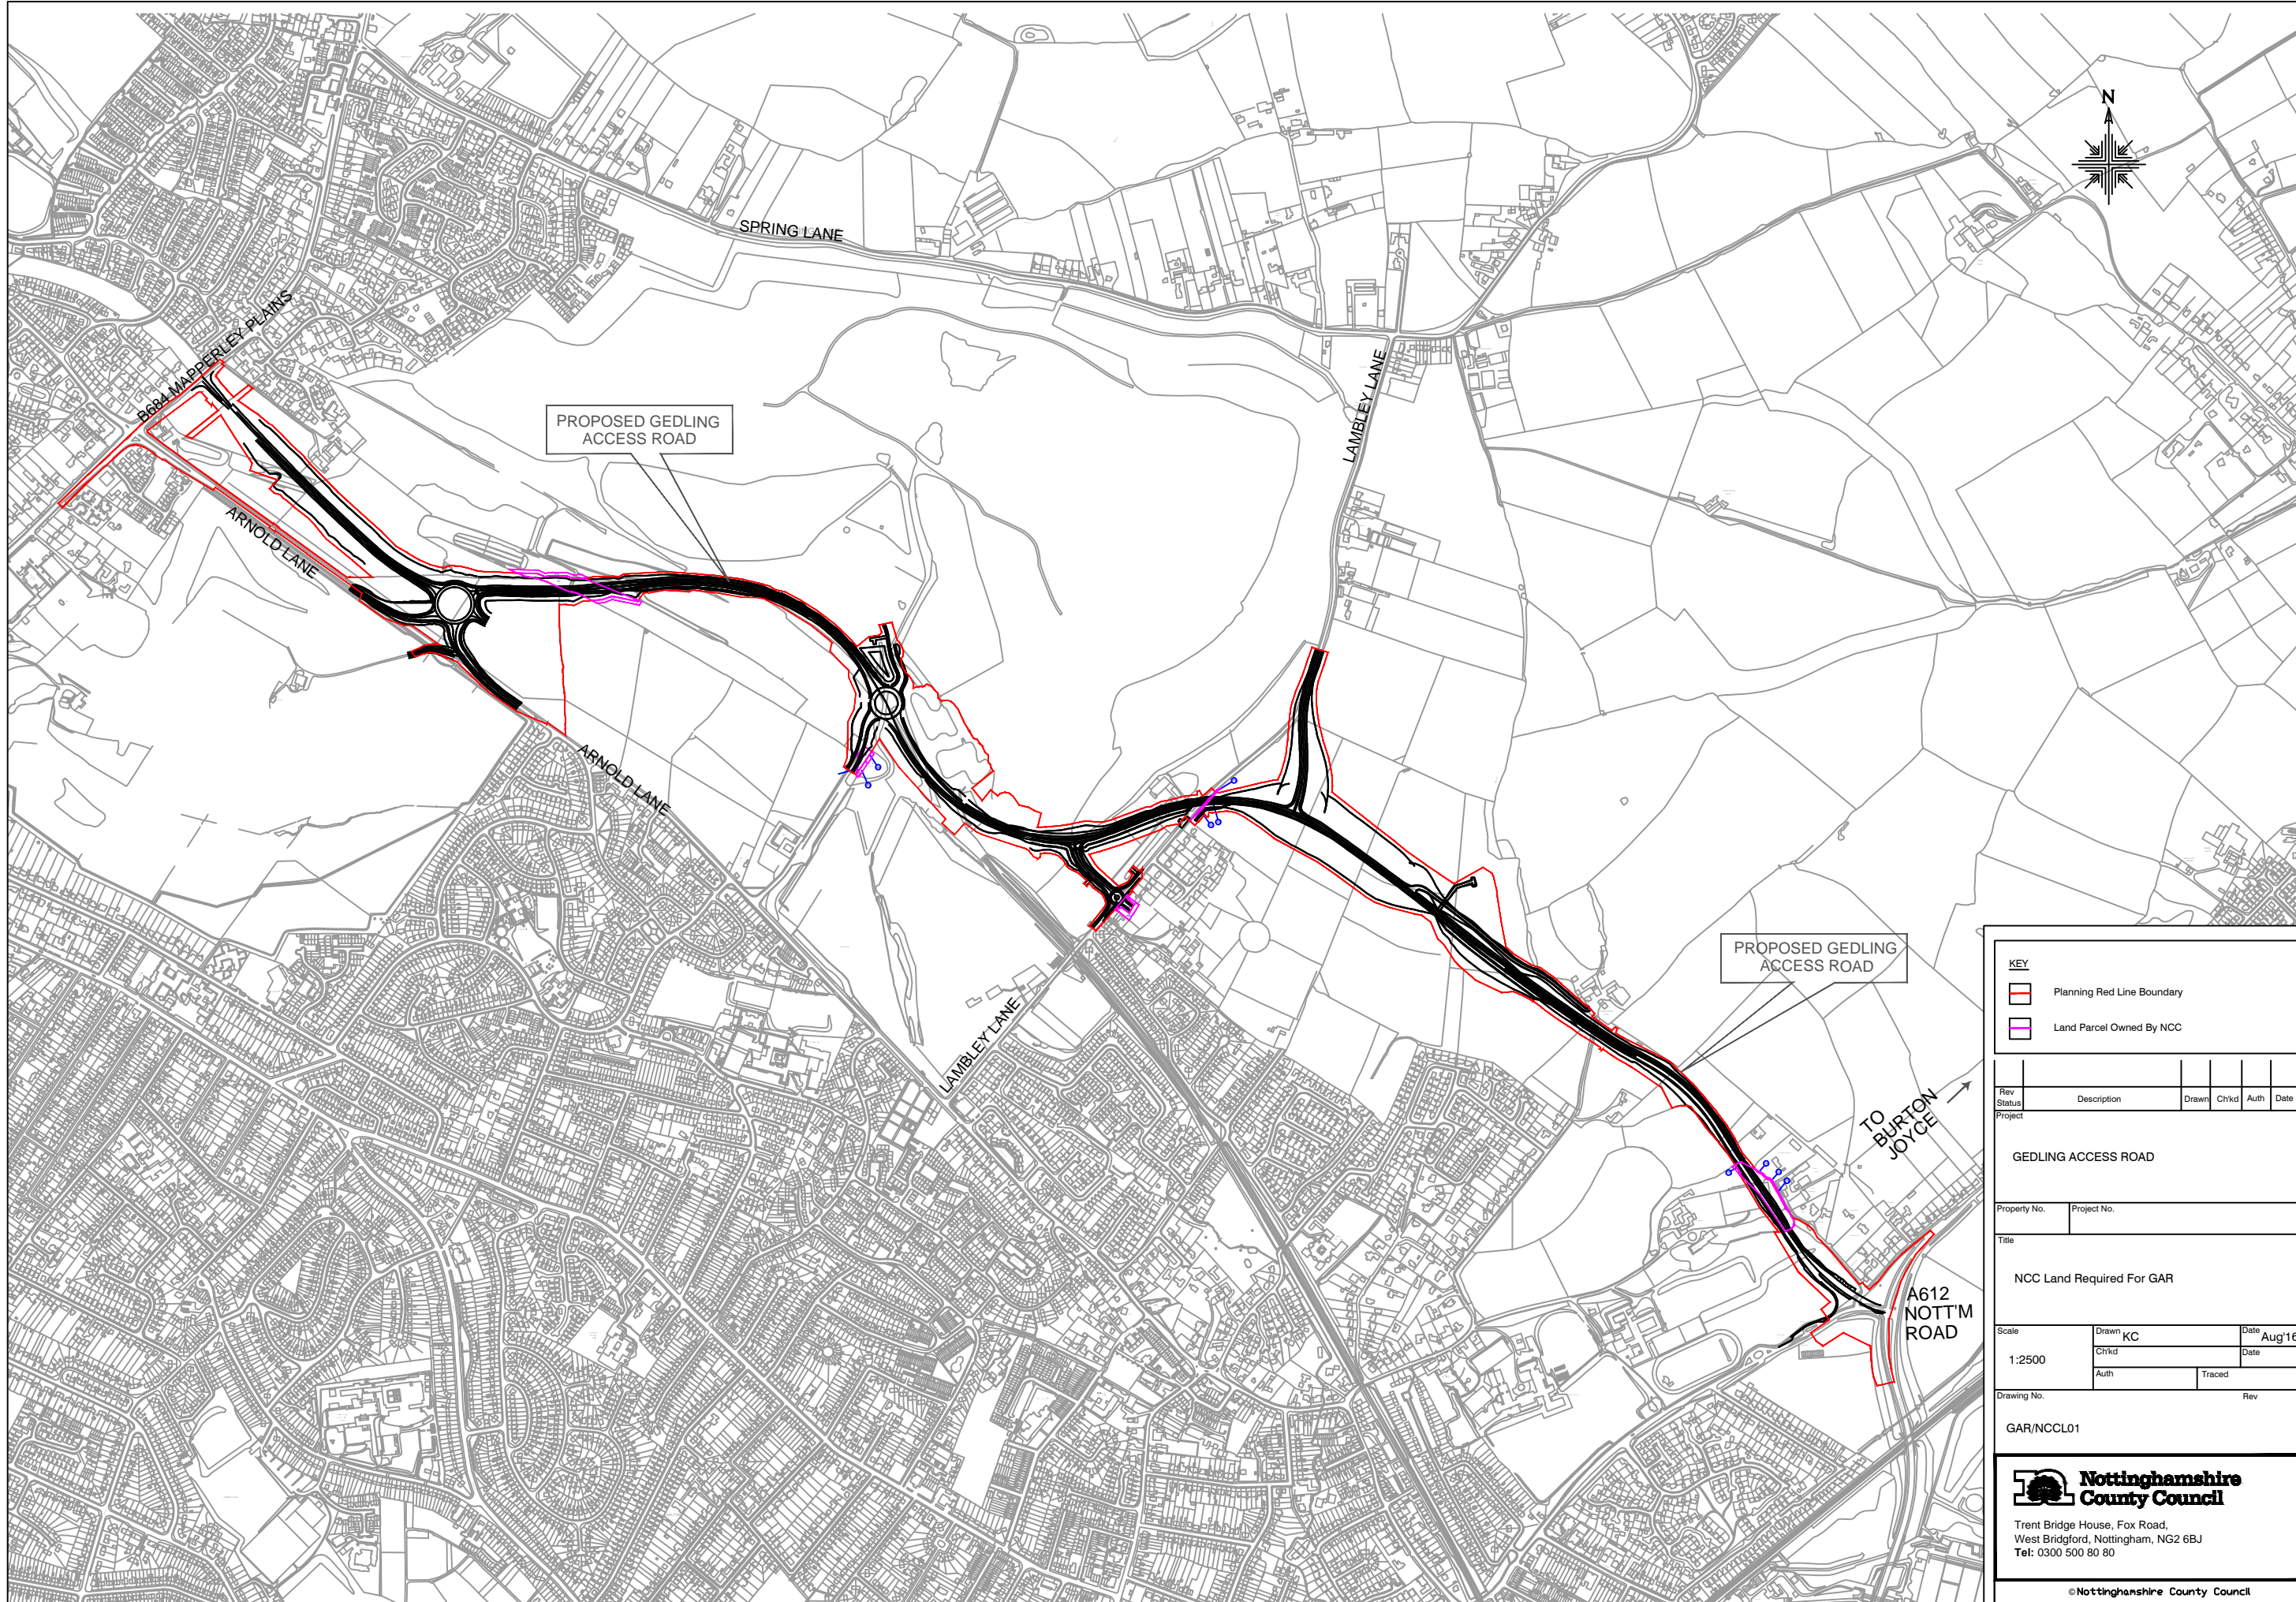 N
SPRING LANE
B684 MAPPERLEY PLAINS
PROPOSED GEDLING
ACCESS ROAD
LAMBLEY LANE
ARNOLD LANE
ARNOLD LANE
LAMBLEY LANE
PROPOSED GEDLING
ACCESS ROAD
TO
BURTON
JOYCE
A612
NOTT'M
ROAD
KEY
Planning Red Line Boundary
Land Parcel Owned By NCC
Rev
Status
Description
Drawn
Ch'kd
Auth
Date
Project
GEDLING ACCESS ROAD
Property No.
Project No.
Title
NCC Land Required For GAR
Scale
1:2500
Drawn KC
Date Aug'16
Ch'kd
Date
Auth
Traced
Drawing No.
Rev
GAR/NCCL01
Nottinghamshire
County Council
Trent Bridge House, Fox Road,
West Bridgford, Nottingham, NG2 6BJ
Tel: 0300 500 80 80
©Nottinghamshire County Council